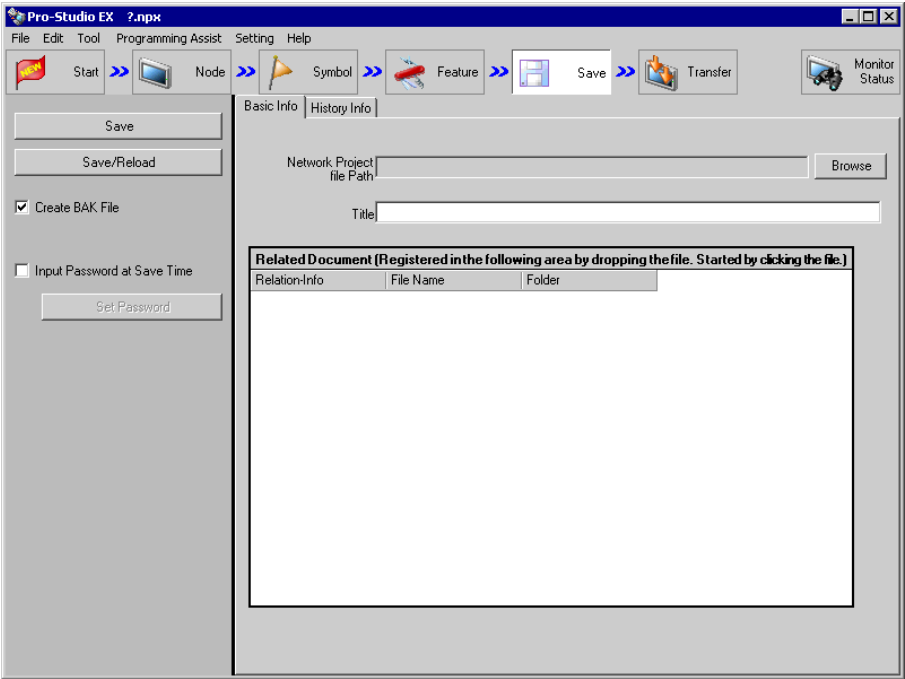 Pro-Studio EX ?.npx
File Edit Tool Programming Assist Setting Help
NEW Start Node Symbol Feature Save Transfer Monitor Status
Basic Info History Info
Save
Save/Reload
Network Project file Path Browse
Create BAK File
Title
Related Document (Registered in the following area by dropping the file. Started by clicking the file.)
Input Password at Save Time
Relation-Info File Name Folder
Set Password